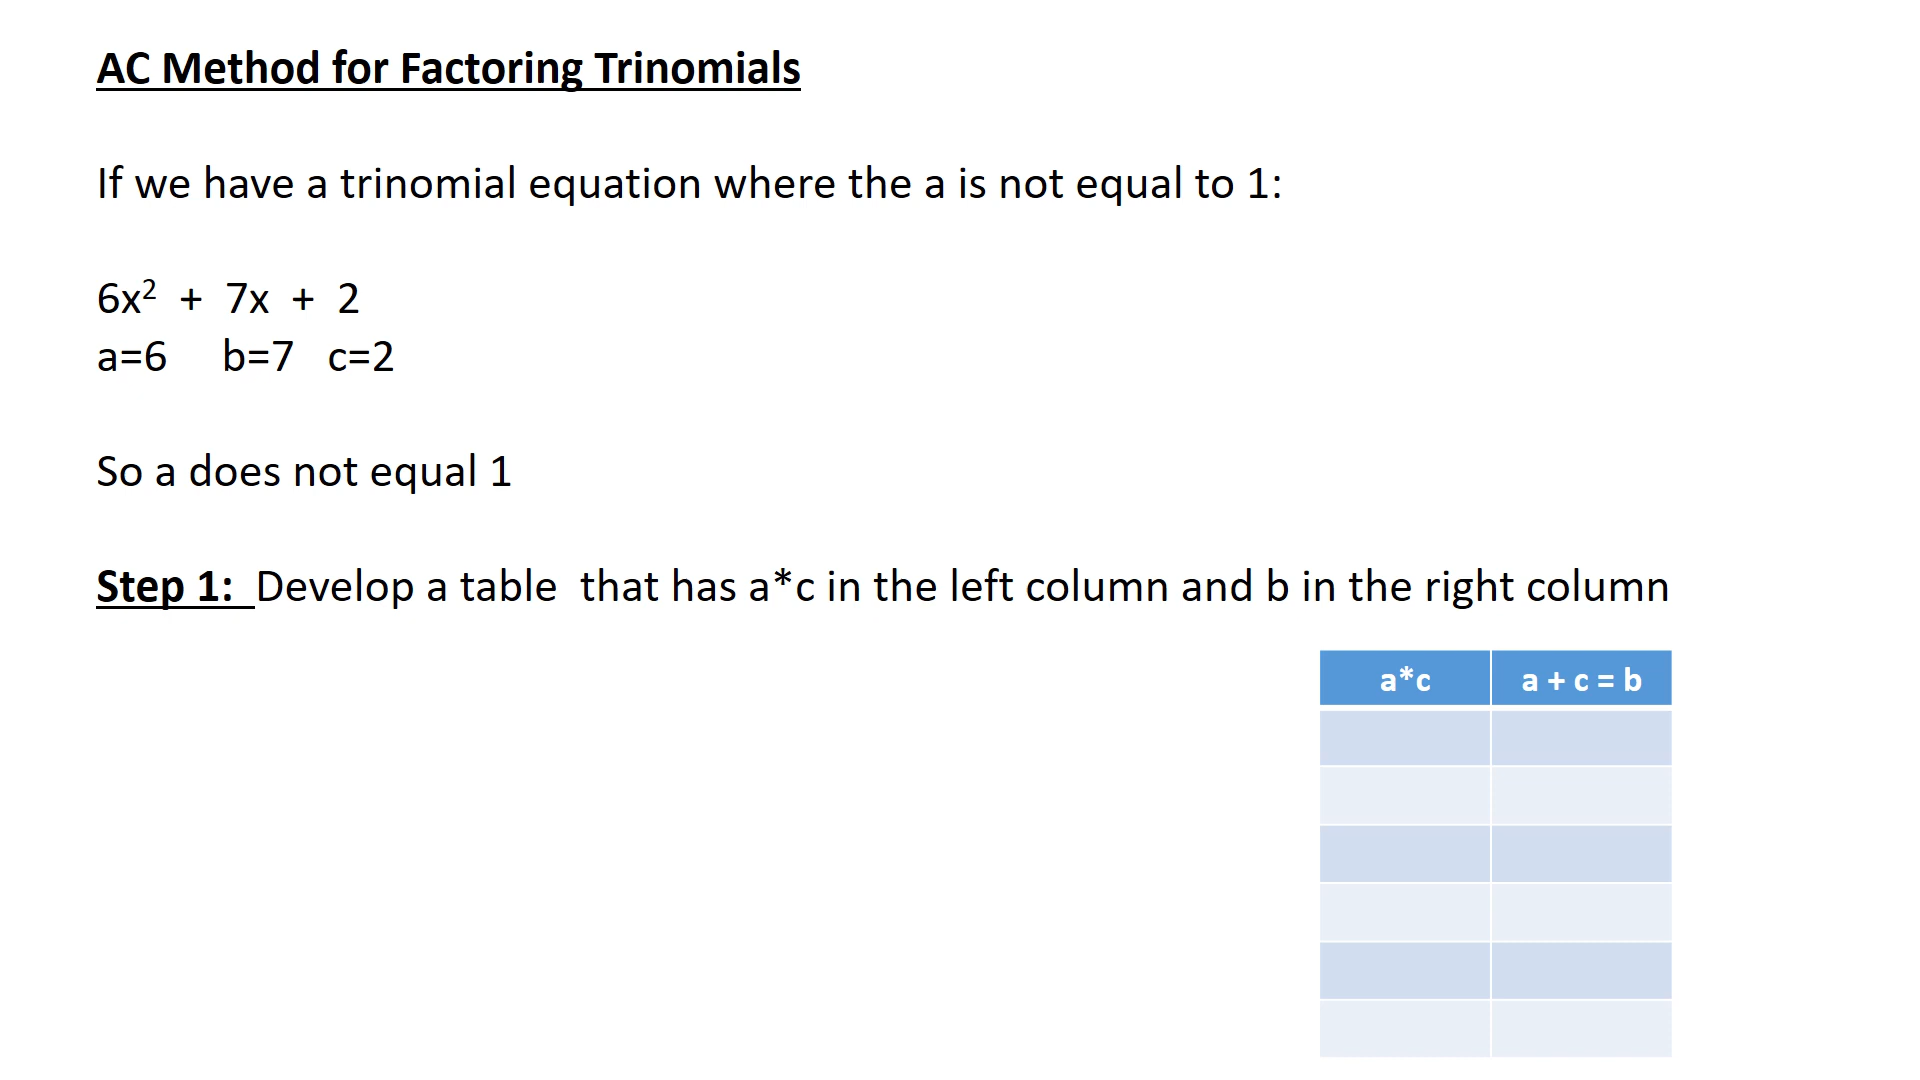 AC Method for Factoring Trinomials
If we have a trinomial equation where the a is not equal to 1:
6x² + 7x + 2
a=6 b=7 c=2
So a does not equal 1
Step 1: Develop a table that has a*c in the left column and b in the right column
a*c a + c = b